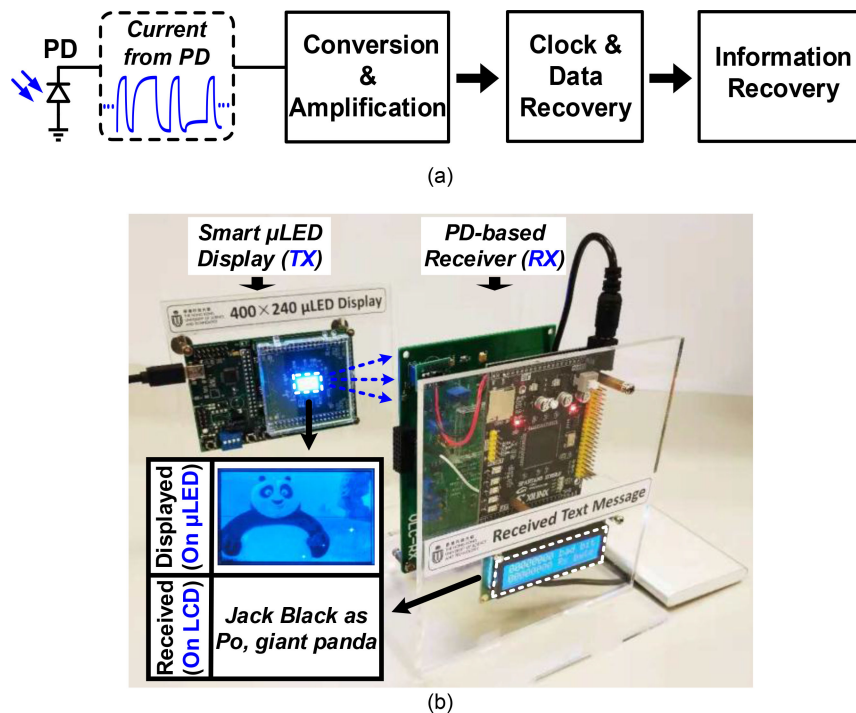 PD
Current
from PD
Conversion
&
Amplification
Clock &
Data
Recovery
Information
Recovery
(a)
Smart µLED
Display (TX)
PD-based
Receiver (RX)
400×240 µLED Display
Received Text Message
OLC-RX
Displayed
(On µLED)
Received
(On LCD)
Jack Black as
Po, giant panda
(b)